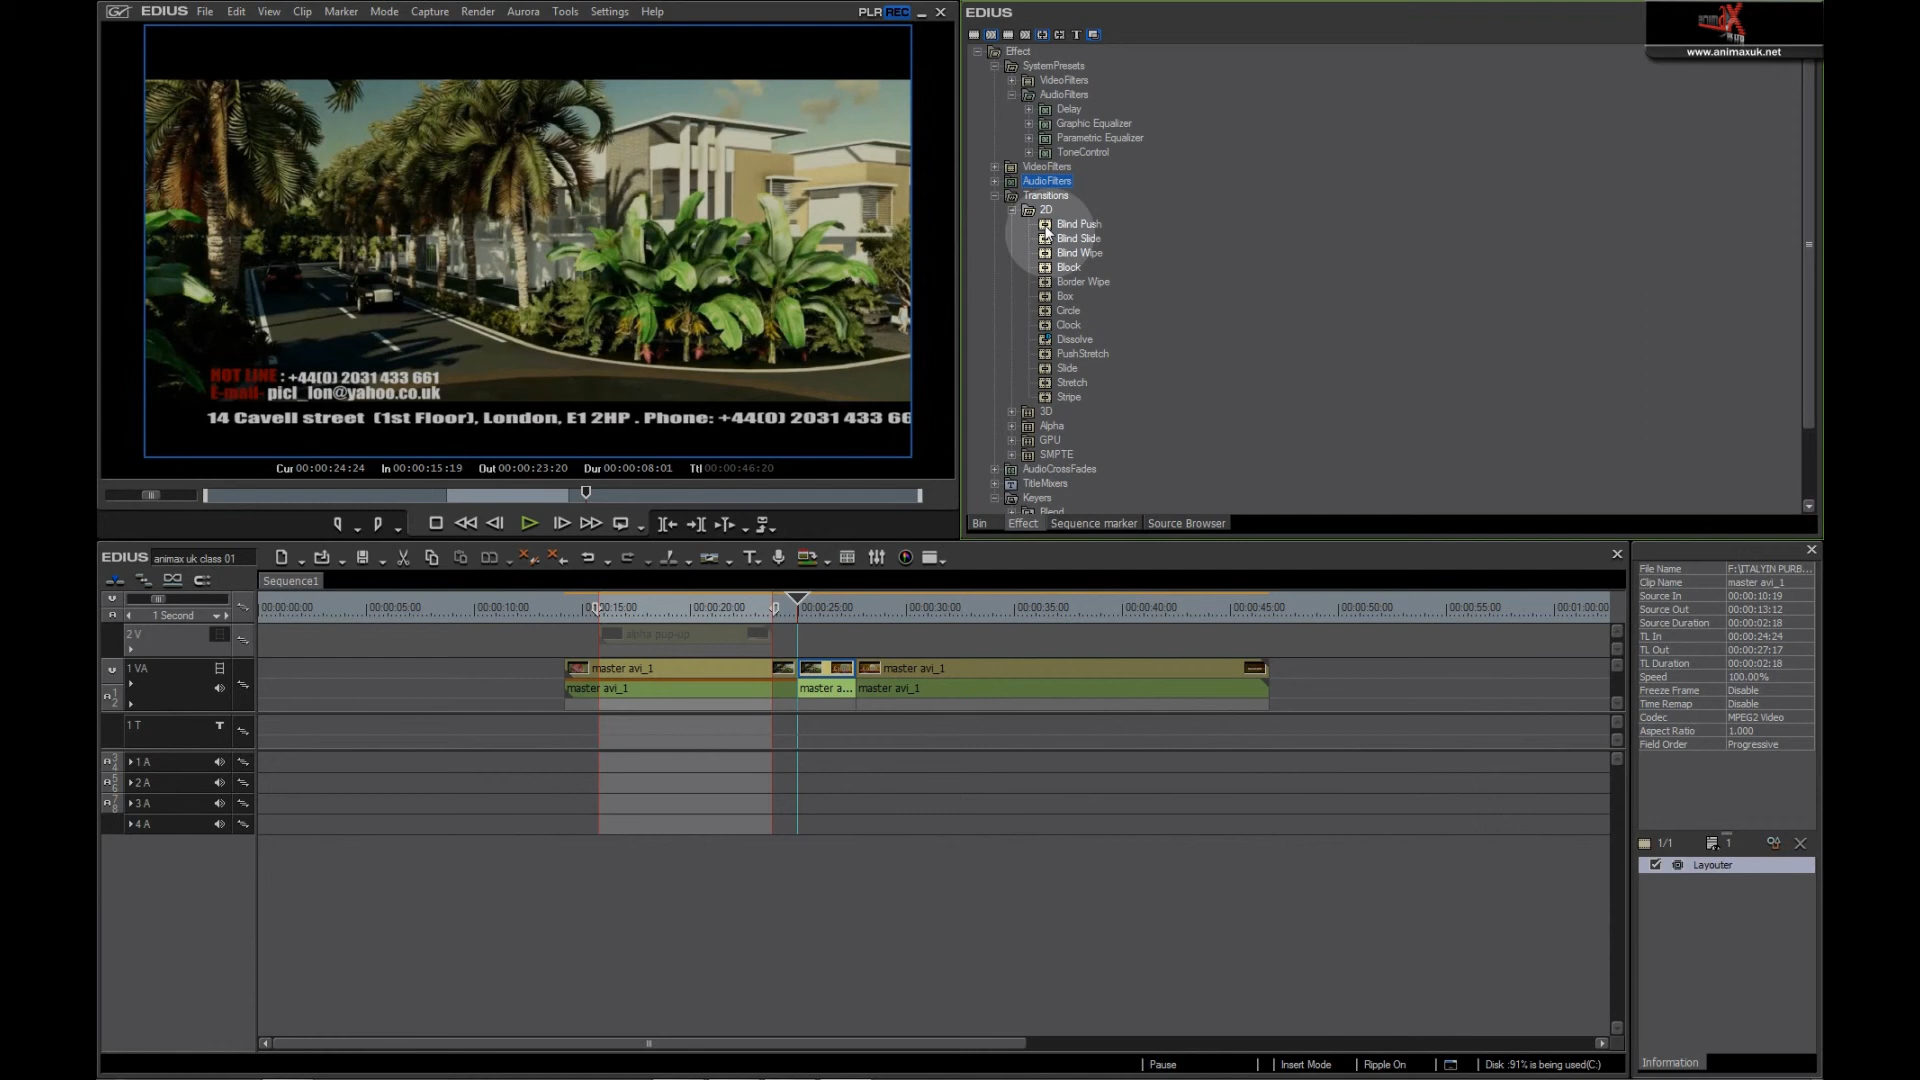 EDIUS File Edit View Clip Marker Mode Capture Render Aurora Tools Settings Help PLR REC
HOT LINE : +44(0) 2031 433 661
E-mail- picl_lon@yahoo.co.uk
14 Cavell street (1st Floor), London, E1 2HP . Phone: +44(0) 2031 433 66
Cur 00:00:24:24 In 00:00:15:19 Out 00:00:23:20 Dur 00:00:08:01 Ttl 00:00:46:20
EDIUS
www.animaxuk.net
Effect
SystemPresets
VideoFilters
AudioFilters
Delay
Graphic Equalizer
Parametric Equalizer
ToneControl
VideoFilters
AudioFilters
Transitions
2D
Blind Push
Blind Slide
Blind Wipe
Block
Border Wipe
Box
Circle
Clock
Dissolve
PushStretch
Slide
Stretch
Stripe
3D
Alpha
GPU
SMPTE
AudioCrossFades
TitleMixers
Keyers
Blend
Bin Effect Sequence marker Source Browser
EDIUS animax uk class 01
Sequence1
1 Second
00:00:00:00 00:00:05:00 00:00:10:00 00:00:15:00 00:00:20:00 00:00:25:00 00:00:30:00 00:00:35:00 00:00:40:00 00:00:45:00 00:00:50:00 00:00:55:00 00:01:00:00
2 V alpha pup-up
1 VA master avi_1 master avi_1
master avi_1 master a... master avi_1
1 T T
1 A
2 A
3 A
4 A
File Name F:\ITALYIN PURB...
Clip Name master avi_1
Source In 00:00:10:19
Source Out 00:00:13:12
Source Duration 00:00:02:18
TL In 00:00:24:24
TL Out 00:00:27:17
TL Duration 00:00:02:18
Speed 100.00%
Freeze Frame Disable
Time Remap Disable
Codec MPEG2 Video
Aspect Ratio 1.000
Field Order Progressive
1/1 1
Layouter
Information
Pause Insert Mode Ripple On Disk :91% is being used(C:)